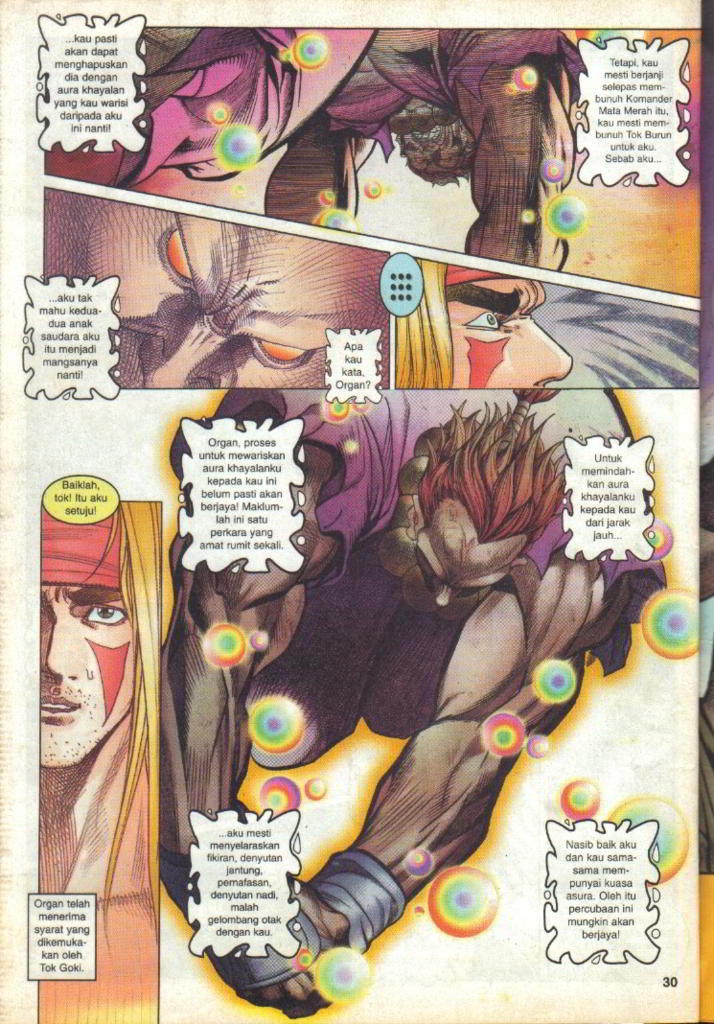 ...kau pasti
akan dapat
menghapuskan
dia dengan
aura khayalan
yang kau warisi
daripada aku
ini nanti!
Tetapi, kau
mesti berjanji
selepas mem-
bunuh Komander
Mata Merah itu,
kau mesti mem-
bunuh Tok Burun
untuk aku.
Sebab aku...
...aku tak
mahu kedua-
dua anak
saudara aku
itu menjadi
mangsanya
nanti!
Apa
kau
kata,
Organ?
Organ, proses
untuk mewariskan
aura khayalanku
kepada kau ini
belum pasti akan
berjaya! Maklum-
lah ini satu
perkara yang
amat rumit sekali.
Untuk
memindah-
kan aura
khayalanku
kepada kau
dari jarak
jauh...
Baiklah,
tok! Itu aku
setuju!
...aku mesti
menyelaraskan
fikiran, denyutan
jantung,
pernafasan,
denyutan nadi,
malah
gelombang otak
dengan kau.
Nasib baik aku
dan kau sama-
sama mem-
punyai kuasa
asura. Oleh itu
percubaan ini
mungkin akan
berjaya!
Organ telah
menerima
syarat yang
dikemuka-
kan oleh
Tok Goki.
30